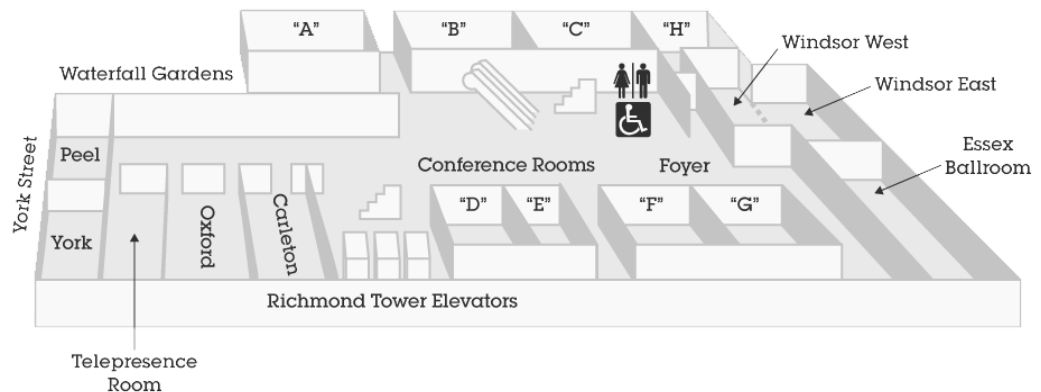 “A”
“B”
“C”
“H”
Windsor West
Waterfall Gardens
Windsor East
York Street
Peel
Conference Rooms
Foyer
Essex
Ballroom
York
Oxford
Carleton
“D”
“E”
“F”
“G”
Richmond Tower Elevators
Telepresence
Room